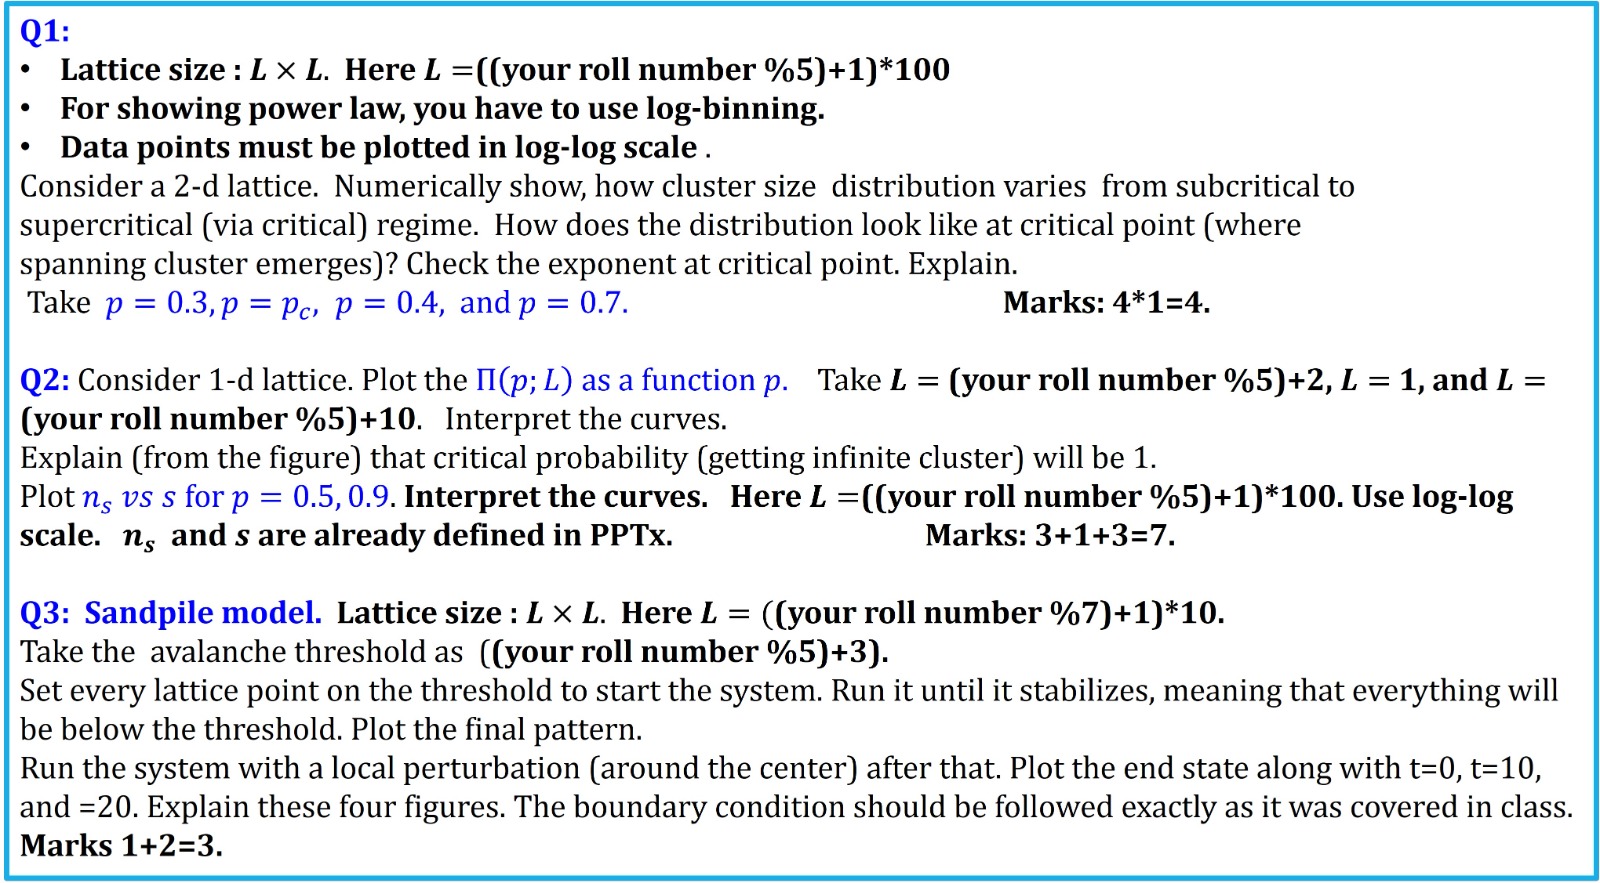 Q1:
• Lattice size : L × L. Here L =((your roll number %5)+1)*100
• For showing power law, you have to use log-binning.
• Data points must be plotted in log-log scale .
Consider a 2-d lattice. Numerically show, how cluster size distribution varies from subcritical to
supercritical (via critical) regime. How does the distribution look like at critical point (where
spanning cluster emerges)? Check the exponent at critical point. Explain.
Take p = 0.3, p = p_c, p = 0.4, and p = 0.7. Marks: 4*1=4.
Q2: Consider 1-d lattice. Plot the Π(p; L) as a function p. Take L = (your roll number %5)+2, L = 1, and L =
(your roll number %5)+10. Interpret the curves.
Explain (from the figure) that critical probability (getting infinite cluster) will be 1.
Plot n_s vs s for p = 0.5, 0.9. Interpret the curves. Here L =((your roll number %5)+1)*100. Use log-log
scale. n_s and s are already defined in PPTx. Marks: 3+1+3=7.
Q3: Sandpile model. Lattice size : L × L. Here L = ((your roll number %7)+1)*10.
Take the avalanche threshold as ((your roll number %5)+3).
Set every lattice point on the threshold to start the system. Run it until it stabilizes, meaning that everything will
be below the threshold. Plot the final pattern.
Run the system with a local perturbation (around the center) after that. Plot the end state along with t=0, t=10,
and =20. Explain these four figures. The boundary condition should be followed exactly as it was covered in class.
Marks 1+2=3.